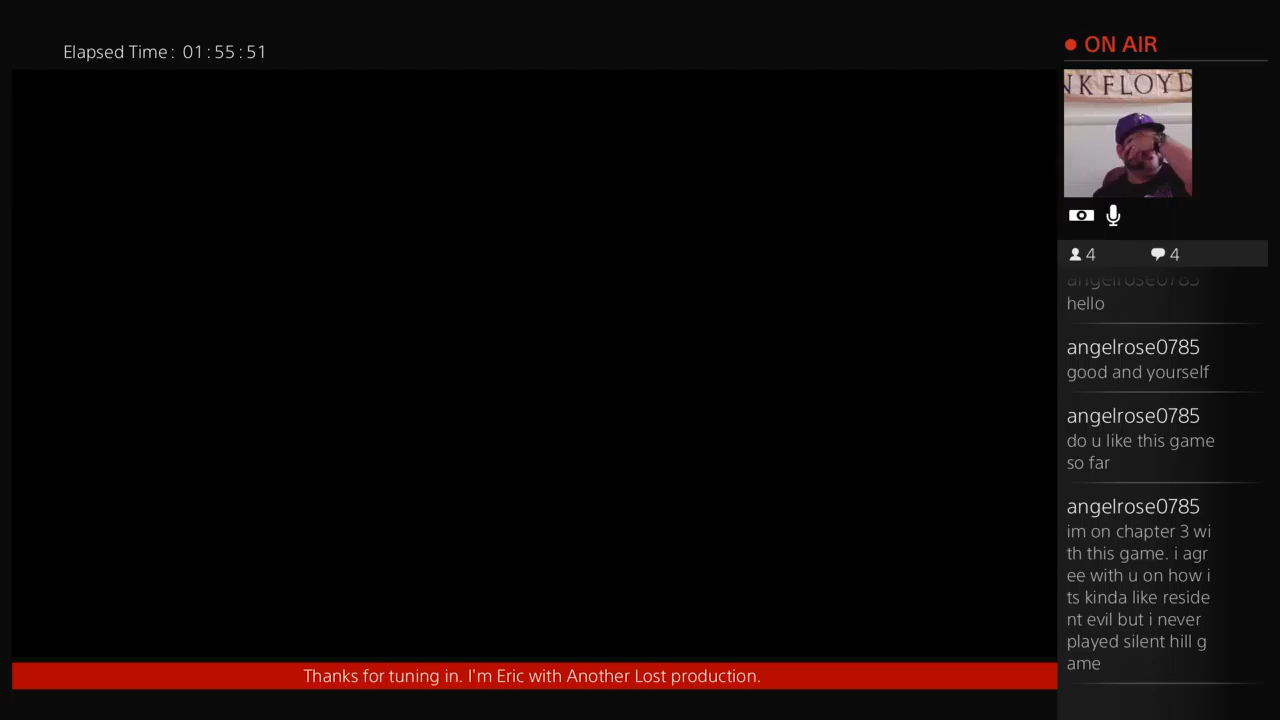 Elapsed Time: 01:55:51
ON AIR
NK FLOYD
4 4
angelrose0785
hello
angelrose0785
good and yourself
angelrose0785
do u like this game
so far
angelrose0785
im on chapter 3 wi
th this game. i agr
ee with u on how i
ts kinda like reside
nt evil but i never
played silent hill g
ame
Thanks for tuning in. I'm Eric with Another Lost production.